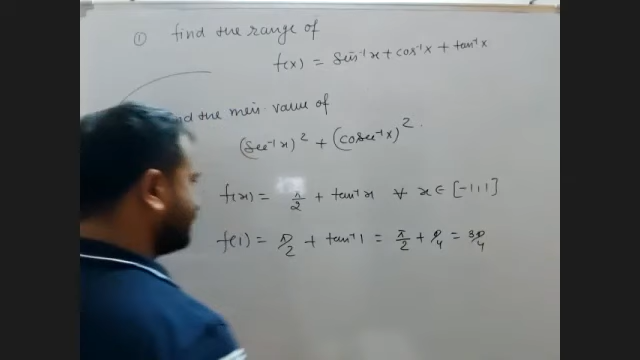 ① find the range of
f(x) = sin⁻¹x + cos⁻¹x + tan⁻¹x
the min. value of
(sec⁻¹x)² + (cosec⁻¹x)².
f(x) = π/2 + tan⁻¹x ∀ x ∈ [-1, 1]
f(1) = π/2 + tan⁻¹1 = π/2 + π/4 = 3π/4